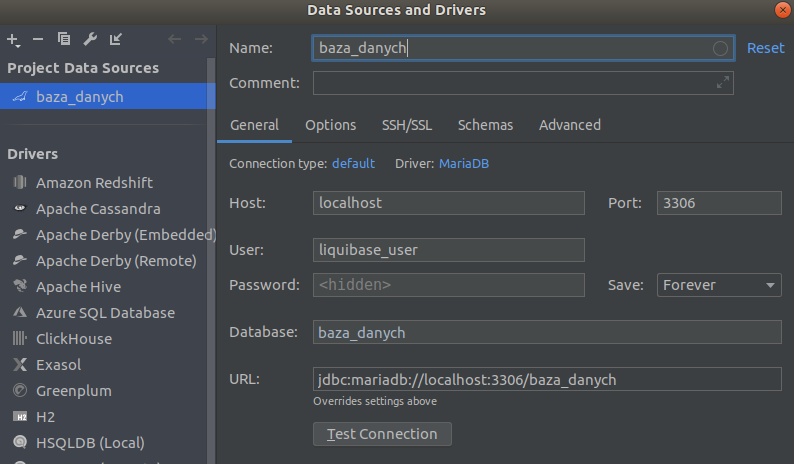 Data Sources and Drivers
Project Data Sources
baza_danych
Drivers
Amazon Redshift
Apache Cassandra
Apache Derby (Embedded)
Apache Derby (Remote)
Apache Hive
Azure SQL Database
ClickHouse
Exasol
Greenplum
H2
HSQLDB (Local)
Name: baza_danych Reset
Comment:
General Options SSH/SSL Schemas Advanced
Connection type: default Driver: MariaDB
Host: localhost Port: 3306
User: liquibase_user
Password: <hidden> Save: Forever
Database: baza_danych
URL: jdbc:mariadb://localhost:3306/baza_danych
Overrides settings above
Test Connection